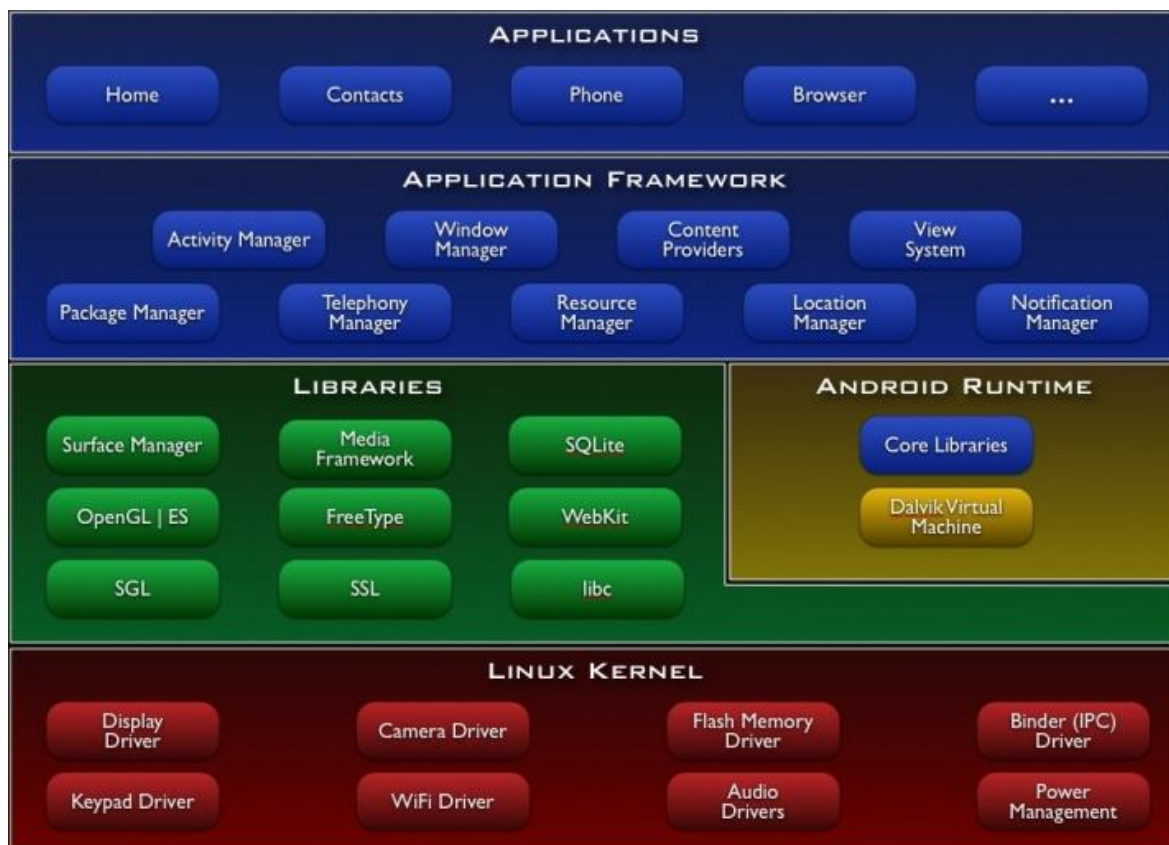 APPLICATIONS
Home
Contacts
Phone
Browser
...
APPLICATION FRAMEWORK
Activity Manager
Window
Manager
Content
Providers
View
System
Package Manager
Telephony
Manager
Resource
Manager
Location
Manager
Notification
Manager
LIBRARIES
Surface Manager
Media
Framework
SQLite
OpenGL | ES
FreeType
WebKit
SGL
SSL
libc
ANDROID RUNTIME
Core Libraries
Dalvik Virtual
Machine
LINUX KERNEL
Display
Driver
Camera Driver
Flash Memory
Driver
Binder (IPC)
Driver
Keypad Driver
WiFi Driver
Audio
Drivers
Power
Management